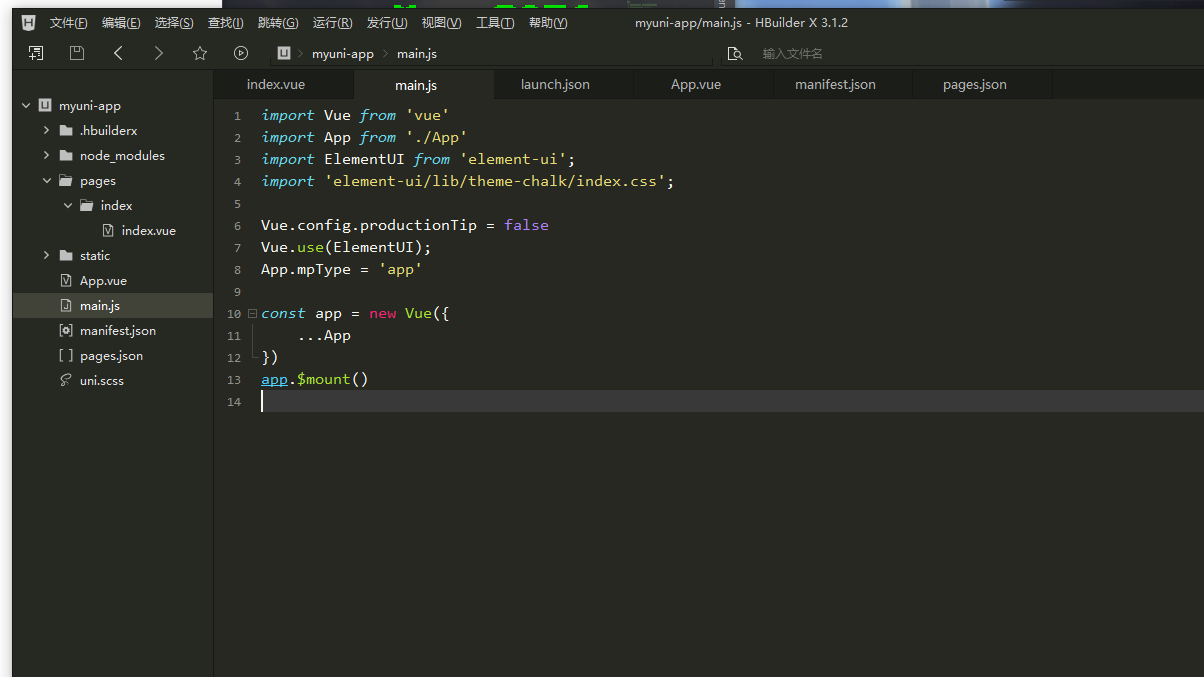 文件(F) 编辑(E) 选择(S) 查找(I) 跳转(G) 运行(R) 发行(U) 视图(V) 工具(T) 帮助(Y) myuni-app/main.js - HBuilder X 3.1.2
myuni-app main.js 输入文件名
index.vue main.js launch.json App.vue manifest.json pages.json
myuni-app
.hbuilderx
node_modules
pages
index
index.vue
static
App.vue
main.js
manifest.json
pages.json
uni.scss
1 import Vue from 'vue'
2 import App from './App'
3 import ElementUI from 'element-ui';
4 import 'element-ui/lib/theme-chalk/index.css';
5
6 Vue.config.productionTip = false
7 Vue.use(ElementUI);
8 App.mpType = 'app'
9
10 const app = new Vue({
11 ...App
12 })
13 app.$mount()
14